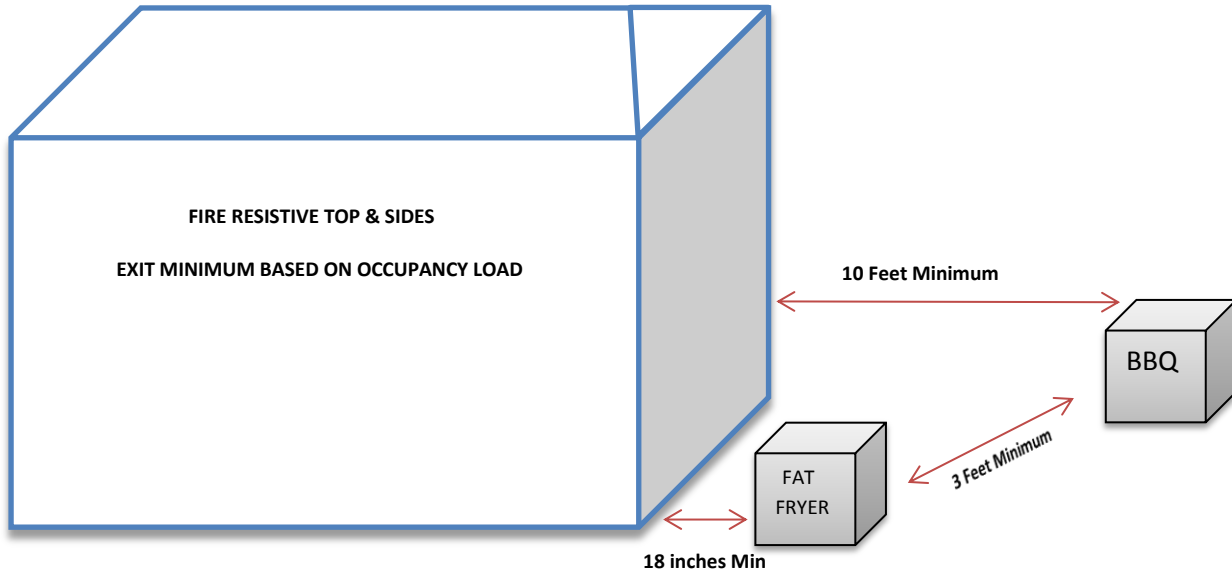 FIRE RESISTIVE TOP & SIDES
EXIT MINIMUM BASED ON OCCUPANCY LOAD
10 Feet Minimum
BBQ
3 Feet Minimum
FAT
FRYER
18 inches Min